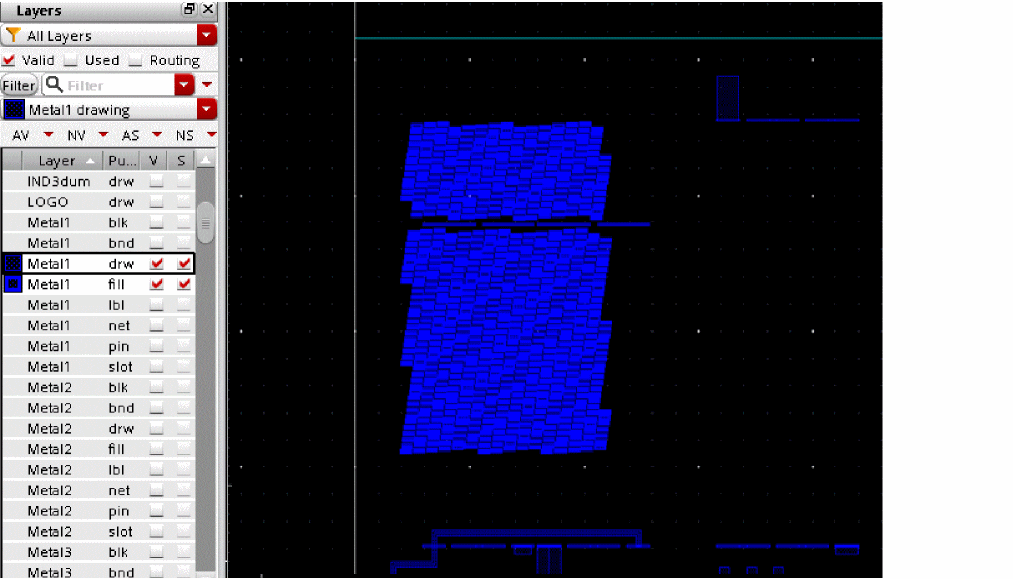 Layers
All Layers
Valid Used Routing
Filter Filter
Metal1 drawing
AV NV AS NS
Layer Pu... V S
IND3dum drw
LOGO drw
Metal1 blk
Metal1 bnd
Metal1 drw
Metal1 fill
Metal1 lbl
Metal1 net
Metal1 pin
Metal1 slot
Metal2 blk
Metal2 bnd
Metal2 drw
Metal2 fill
Metal2 lbl
Metal2 net
Metal2 pin
Metal2 slot
Metal3 blk
Metal3 bnd